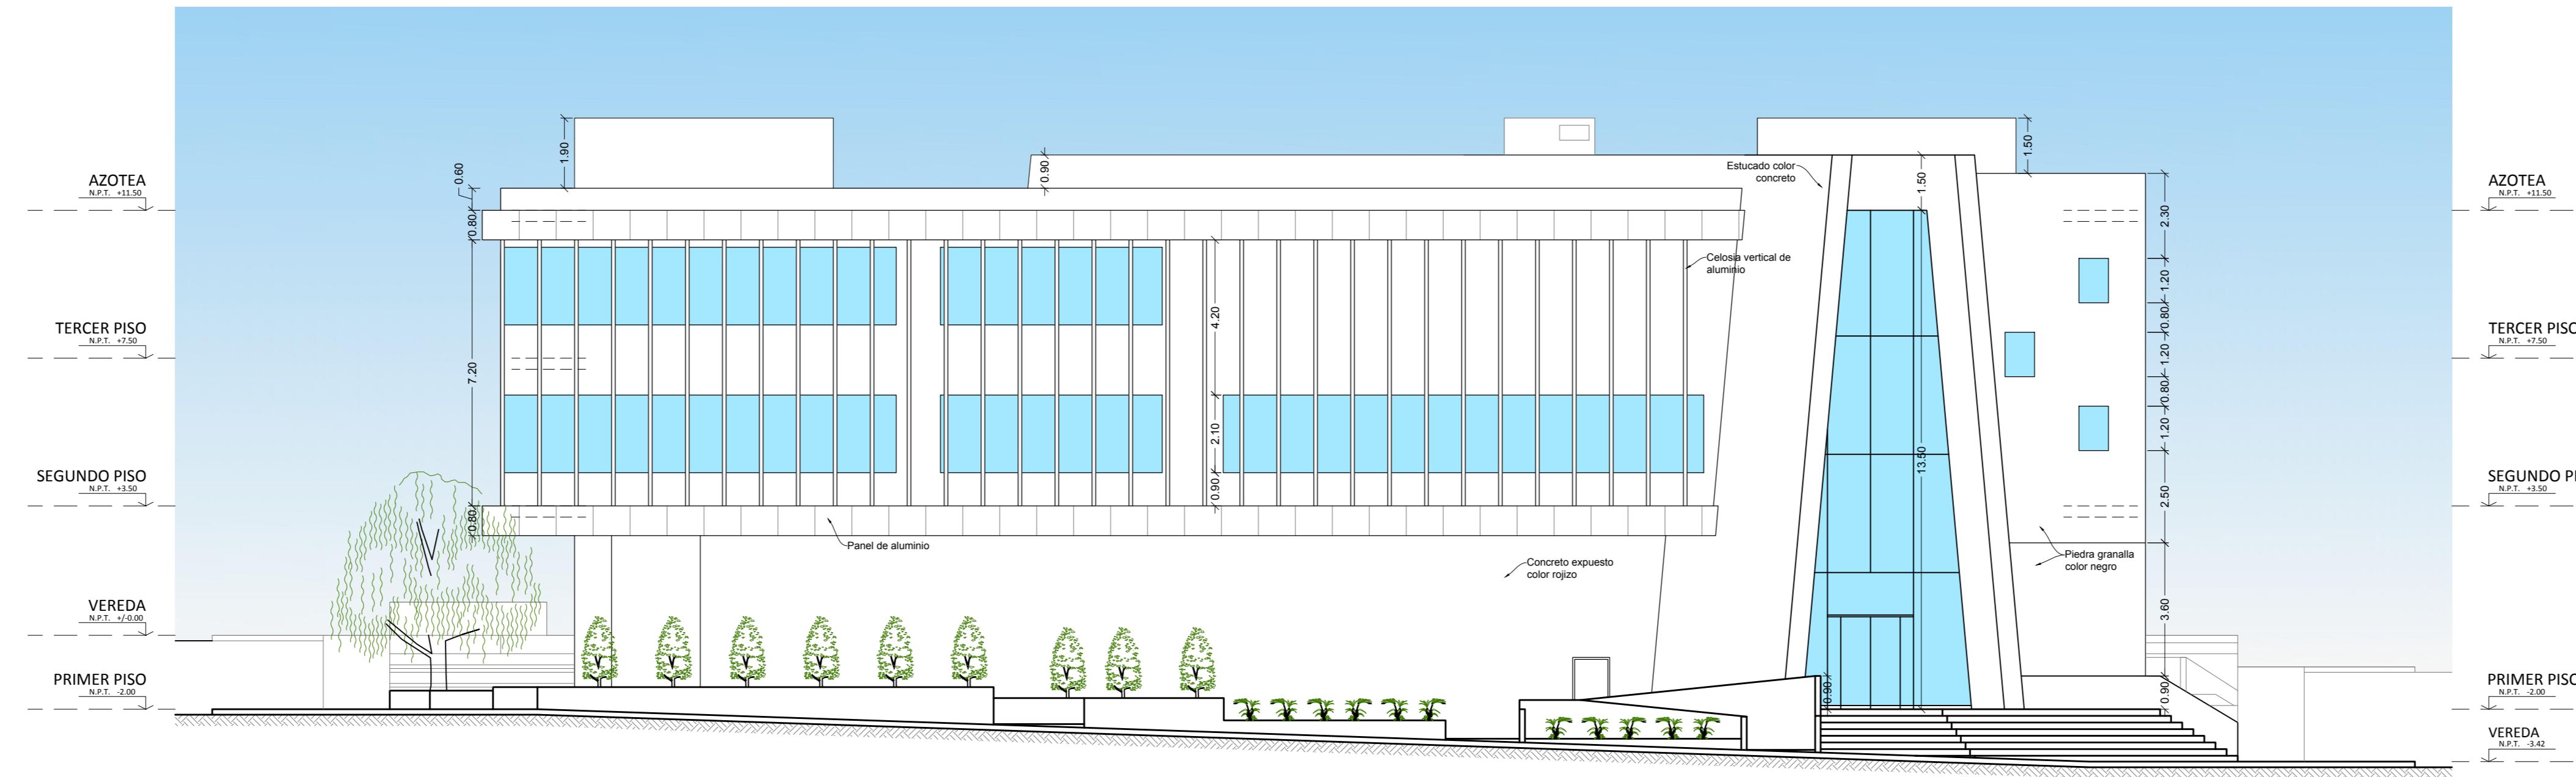 AZOTEA
N.P.T. +11.50
TERCER PISO
N.P.T. +7.50
SEGUNDO PISO
N.P.T. +3.50
VEREDA
N.P.T. +/-0.00
PRIMER PISO
N.P.T. -2.00
0.60
0.80
7.20
0.80
1.90
0.90
4.20
2.10
0.90
Panel de aluminio
Concreto expuesto
color rojizo
Celosia vertical de
aluminio
Estucado color
concreto
1.50
13.50
0.90
1.50
Piedra granalla
color negro
2.30
1.20
0.80
1.20
0.80
1.20
2.50
3.60
0.90
AZOTEA
N.P.T. +11.50
TERCER PISO
N.P.T. +7.50
SEGUNDO PI
N.P.T. +3.50
PRIMER PISO
N.P.T. -2.00
VEREDA
N.P.T. -3.42